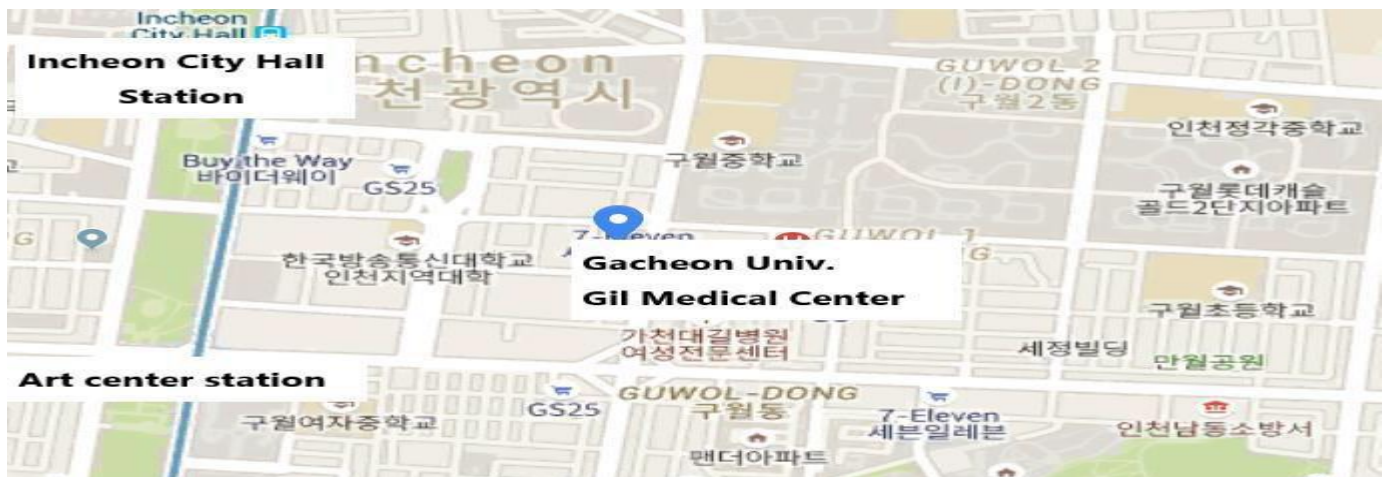 Incheon
City Hall
Incheon City Hall
Station
ncheon
천광역시
GUWOL 2
(I)-DONG
구월2동
인천정각중학교
Buy the Way
바이더웨이
GS25
구월중학교
구월롯데캐슬
골드2단지아파트
7-Eleven
GUWOL 1
G
한국방송통신대학교
인천지역대학
Gacheon Univ.
Gil Medical Center
구월초등학교
가천대길병원
여성전문센터
세정빌딩
만월공원
Art center station
GS25
GUWOL-DONG
구월동
7-Eleven
세븐일레븐
인천남동소방서
구월여자중학교
맨더아파트